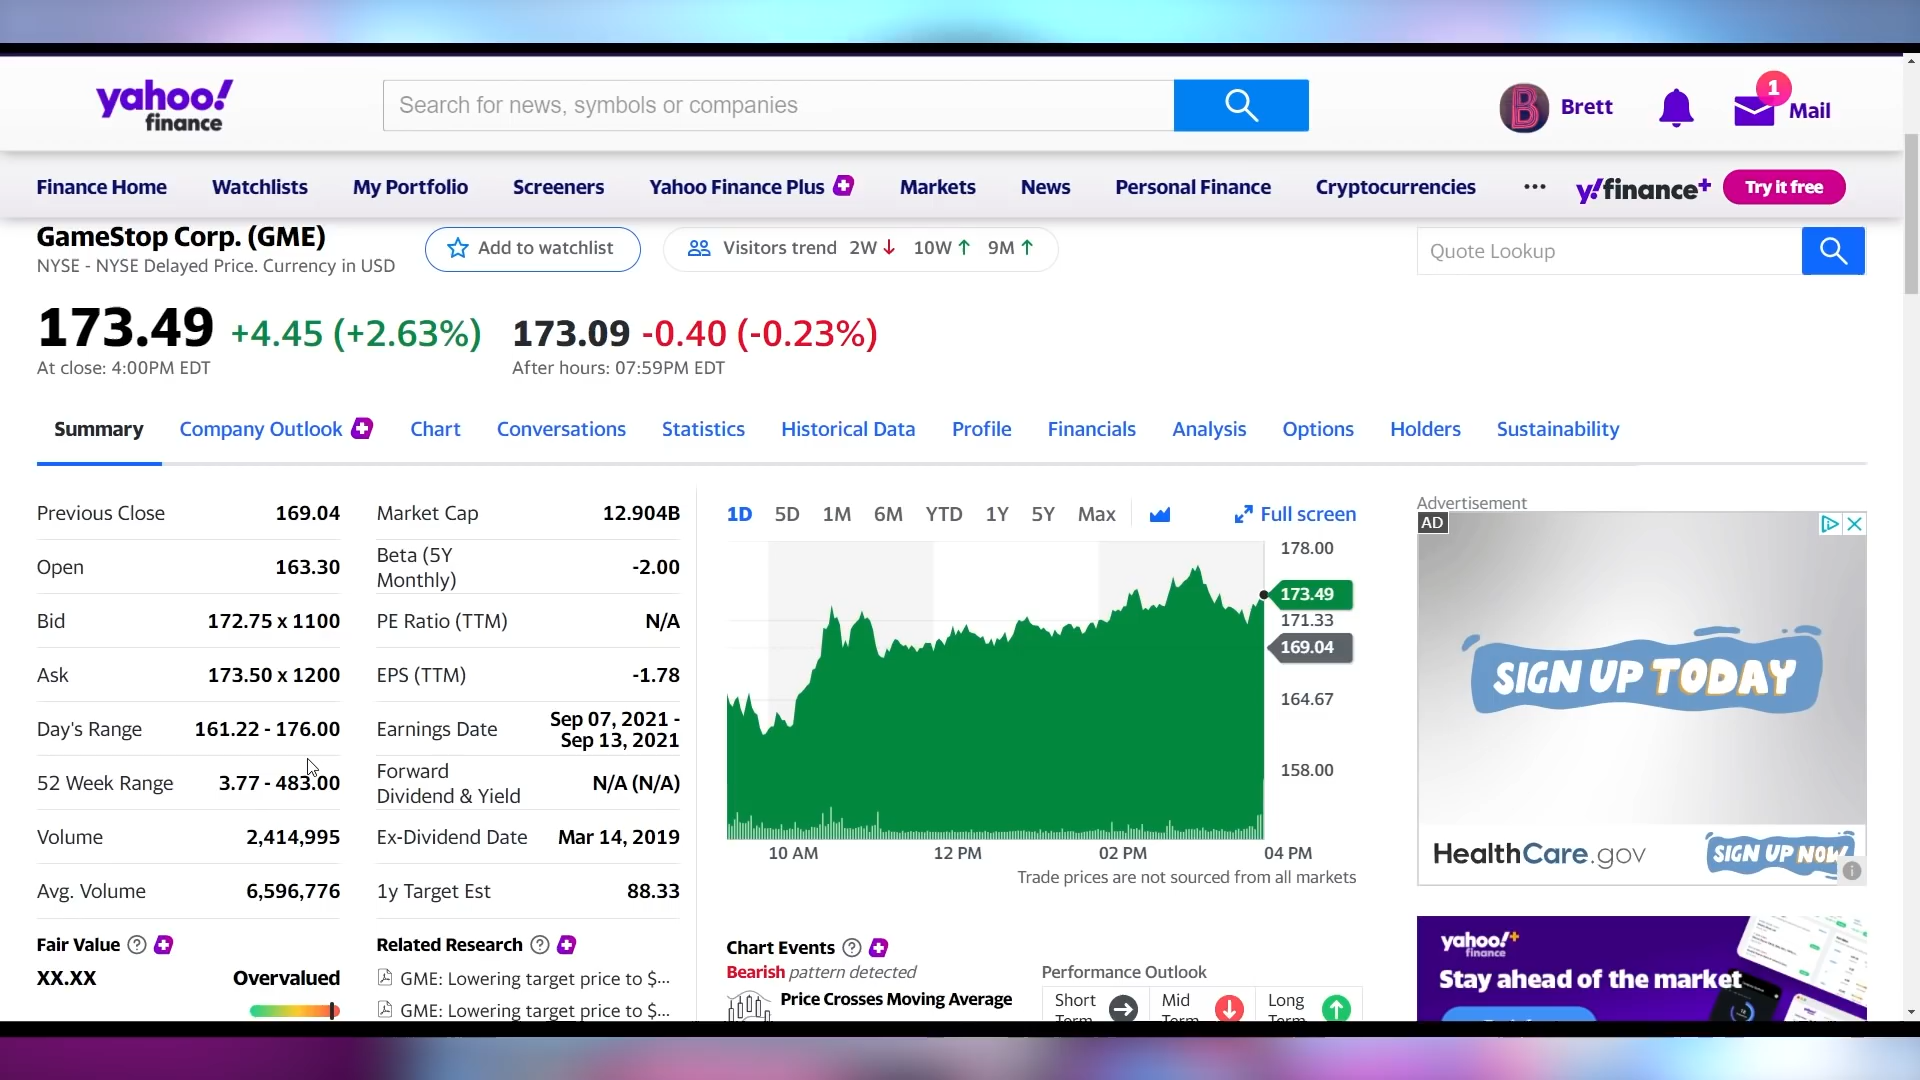 yahoo!
finance
Search for news, symbols or companies
B
Brett
1
Mail
Finance Home
Watchlists
My Portfolio
Screeners
Yahoo Finance Plus
Markets
News
Personal Finance
Cryptocurrencies
...
y!finance+
Try it free
GameStop Corp. (GME)
NYSE - NYSE Delayed Price. Currency in USD
Add to watchlist
Visitors trend 2W 10W 9M
Quote Lookup
173.49 +4.45 (+2.63%)
At close: 4:00PM EDT
173.09 -0.40 (-0.23%)
After hours: 07:59PM EDT
Summary
Company Outlook
Chart
Conversations
Statistics
Historical Data
Profile
Financials
Analysis
Options
Holders
Sustainability
Previous Close 169.04
Open 163.30
Bid 172.75 x 1100
Ask 173.50 x 1200
Day's Range 161.22 - 176.00
52 Week Range 3.77 - 483.00
Volume 2,414,995
Avg. Volume 6,596,776
Market Cap 12.904B
Beta (5Y
Monthly) -2.00
PE Ratio (TTM) N/A
EPS (TTM) -1.78
Earnings Date Sep 07, 2021 -
Sep 13, 2021
Forward
Dividend & Yield N/A (N/A)
Ex-Dividend Date Mar 14, 2019
1y Target Est 88.33
Fair Value ?
XX.XX Overvalued
Related Research ?
GME: Lowering target price to $...
GME: Lowering target price to $...
1D 5D 1M 6M YTD 1Y 5Y Max
Full screen
178.00
173.49
171.33
169.04
164.67
158.00
10 AM 12 PM 02 PM 04 PM
Trade prices are not sourced from all markets
Chart Events ?
Bearish pattern detected
Price Crosses Moving Average
Performance Outlook
Short
Term
Mid
Term
Long
Term
Advertisement
AD
SIGN UP TODAY
HealthCare.gov
SIGN UP NOW
yahoo!+
finance
Stay ahead of the market